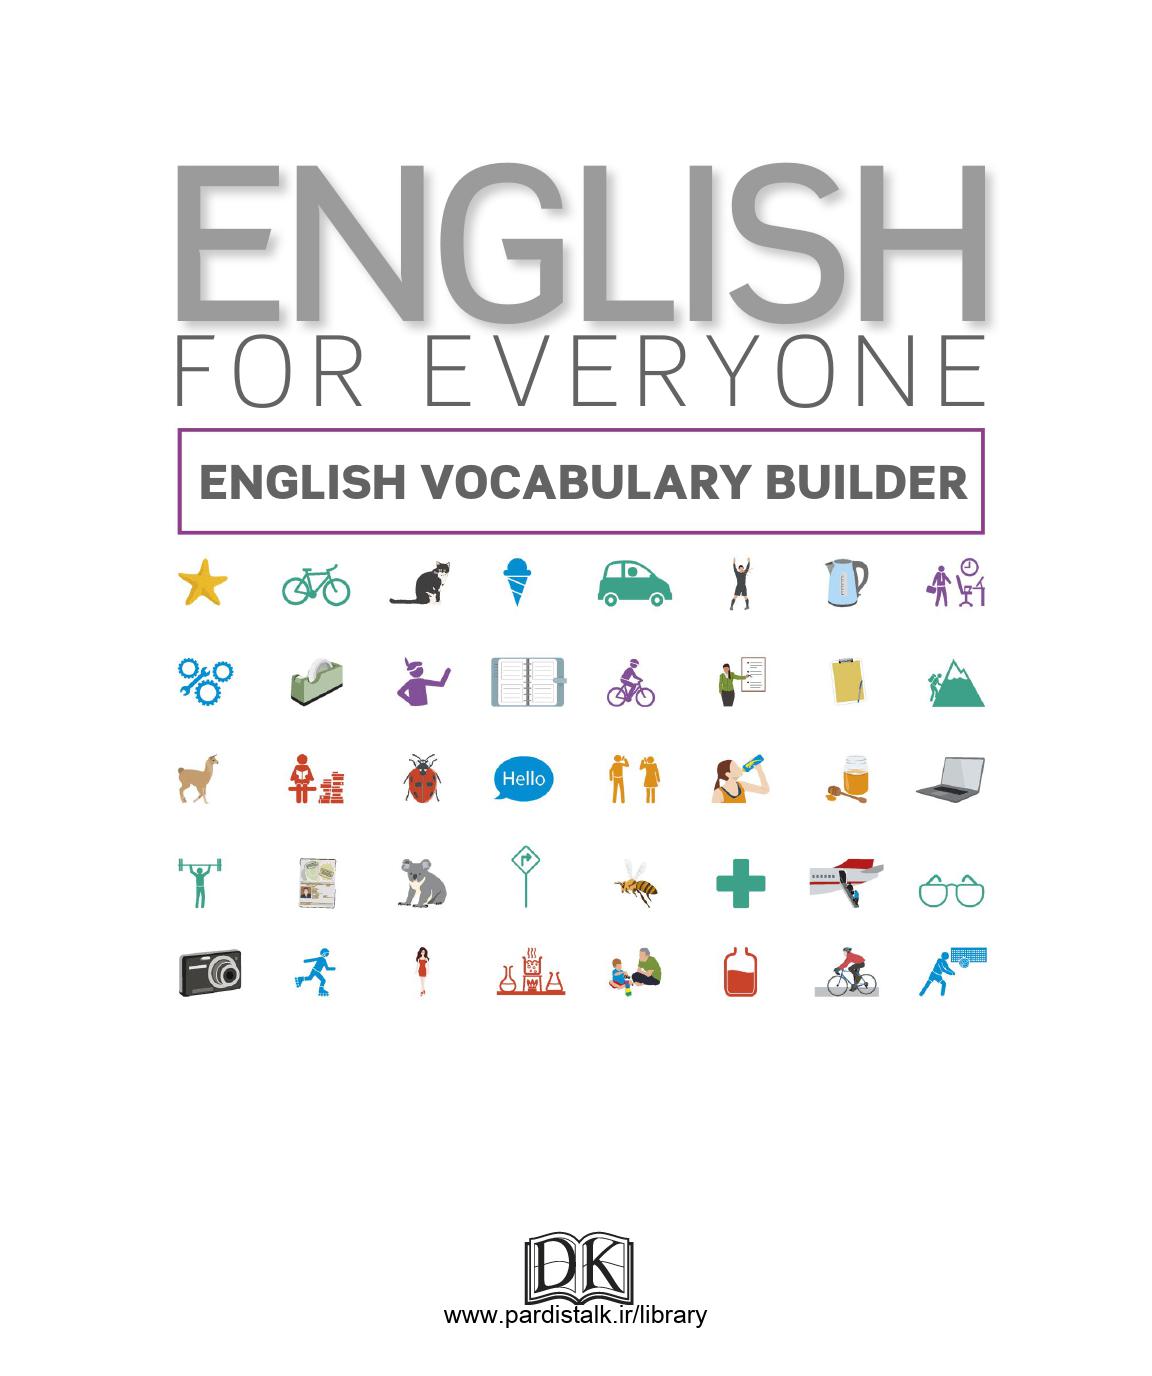 ENGLISH
FOR EVERYONE
ENGLISH VOCABULARY BUILDER
Hello
DK
www.pardistalk.ir/library